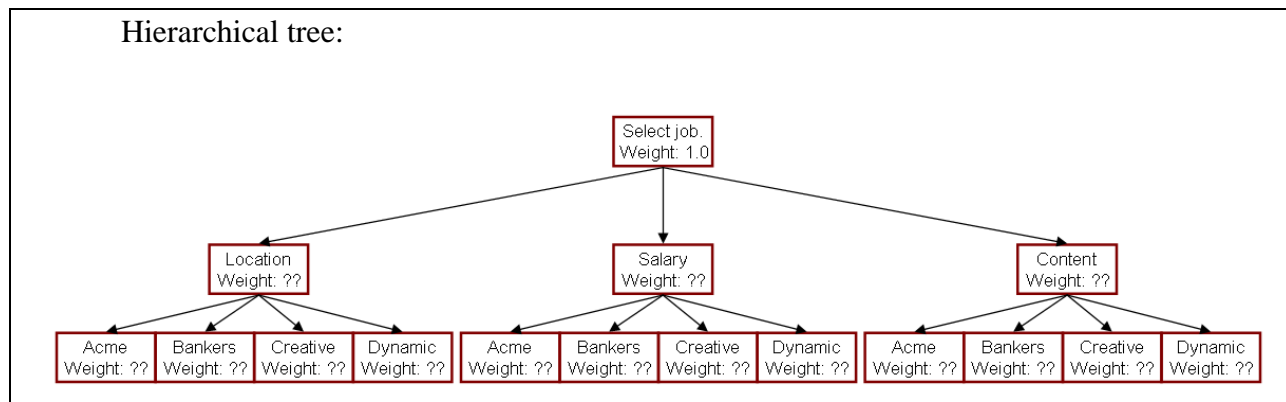 Hierarchical tree:
Select job.
Weight: 1.0
Location
Weight: ??
Salary
Weight: ??
Content
Weight: ??
Acme
Weight: ??
Bankers
Weight: ??
Creative
Weight: ??
Dynamic
Weight: ??
Acme
Weight: ??
Bankers
Weight: ??
Creative
Weight: ??
Dynamic
Weight: ??
Acme
Weight: ??
Bankers
Weight: ??
Creative
Weight: ??
Dynamic
Weight: ??